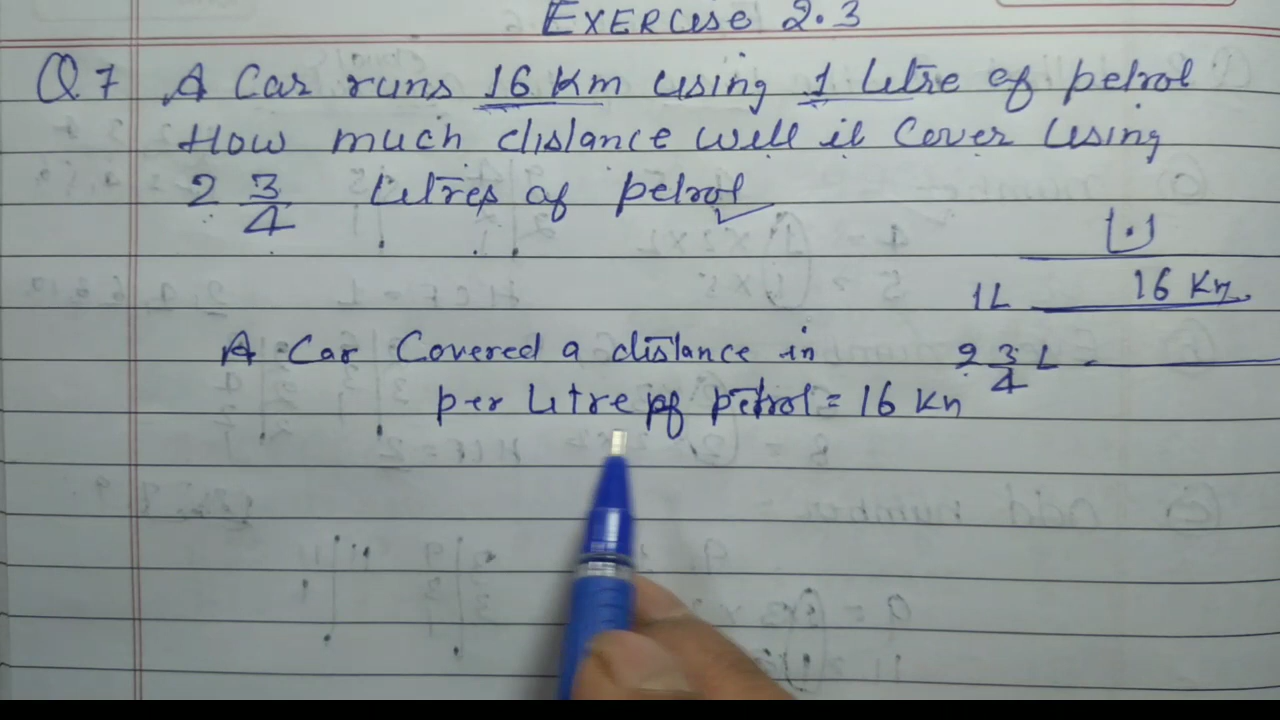 EXERCISE 2.3
Q7 A Car runs 16 Km using 1 Litre of petrol
How much distance will it Cover Using
2 3/4 Litres of petrol
1L 16 Km
A Car Covered a distance in
2 3/4 L
per Litre of petrol = 16 Km